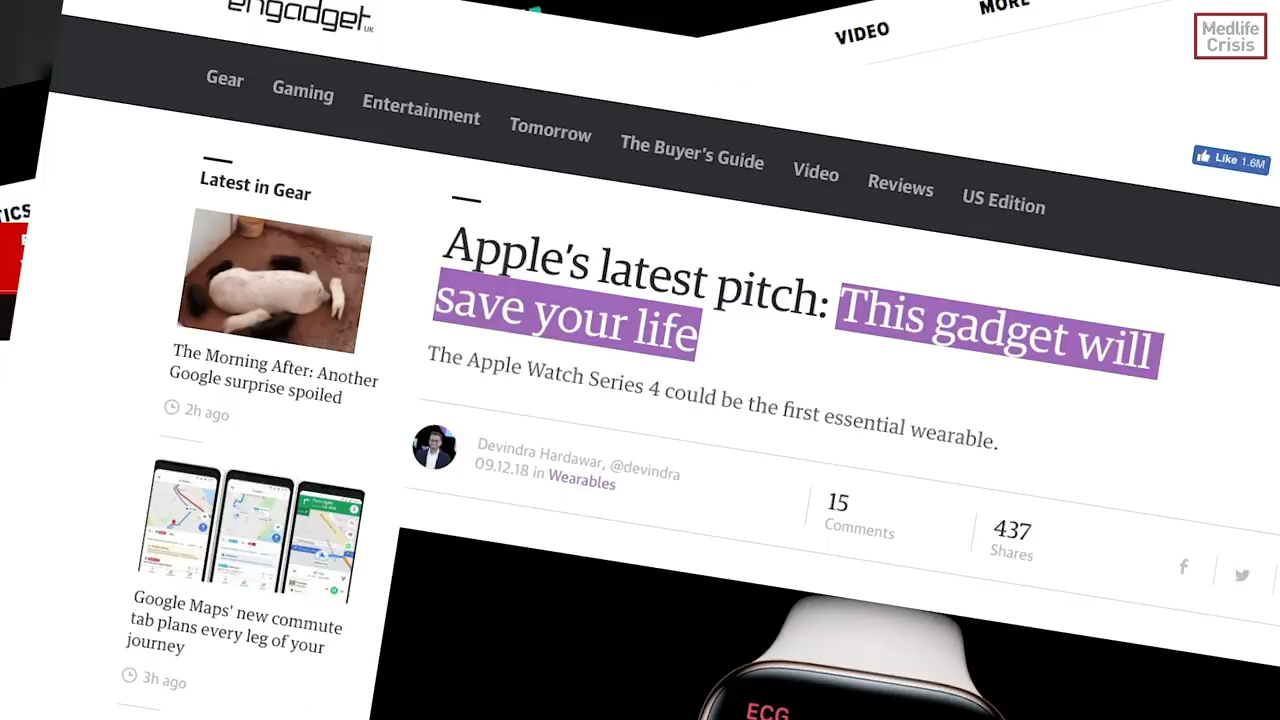 engadget
UK
VIDEO
MORE
Medlife
Crisis
Gear
Gaming
Entertainment
Tomorrow
The Buyer's Guide
Video
Reviews
US Edition
Like 1.6M
TICS
Latest in Gear
The Morning After: Another
Google surprise spoiled
2h ago
Google Maps' new commute
tab plans every leg of your
journey
3h ago
Apple's latest pitch: This gadget will
save your life
The Apple Watch Series 4 could be the first essential wearable.
Devindra Hardawar, @devindra
09.12.18 in Wearables
15
Comments
437
Shares
ECG